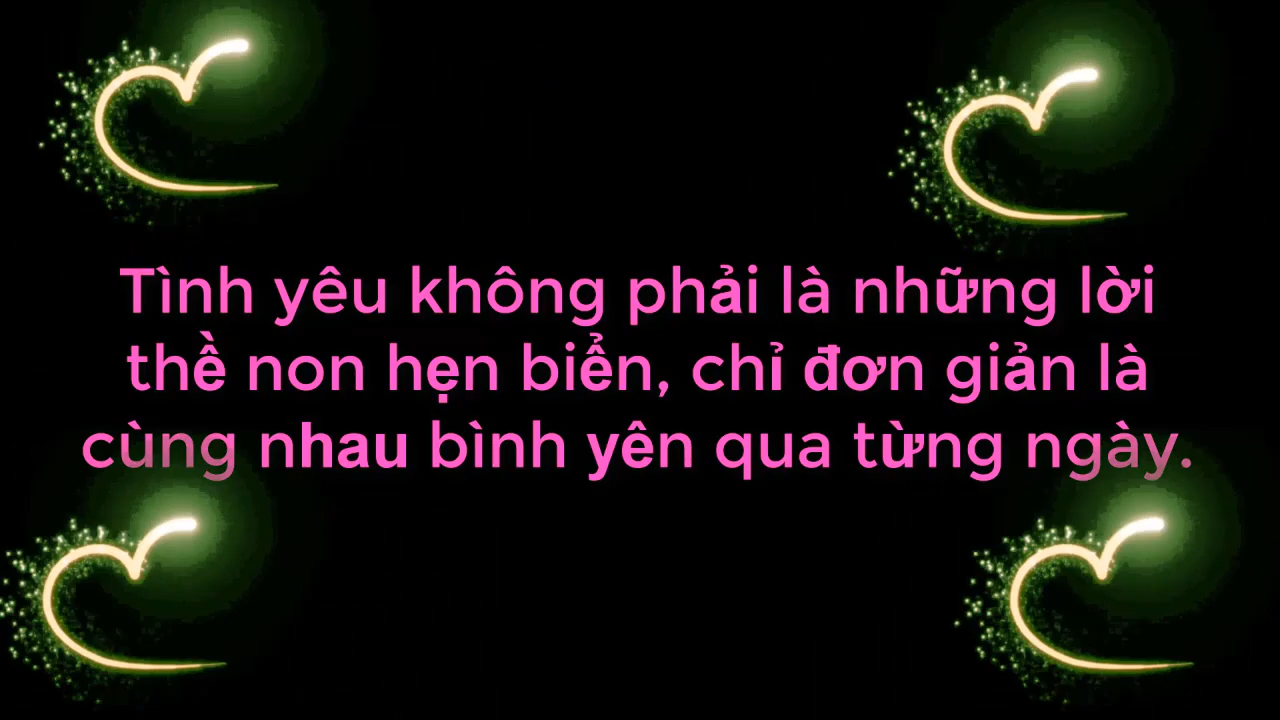 Tình yêu không phải là những lời
thề non hẹn biển, chỉ đơn giản là
cùng nhau bình yên qua từng ngày.